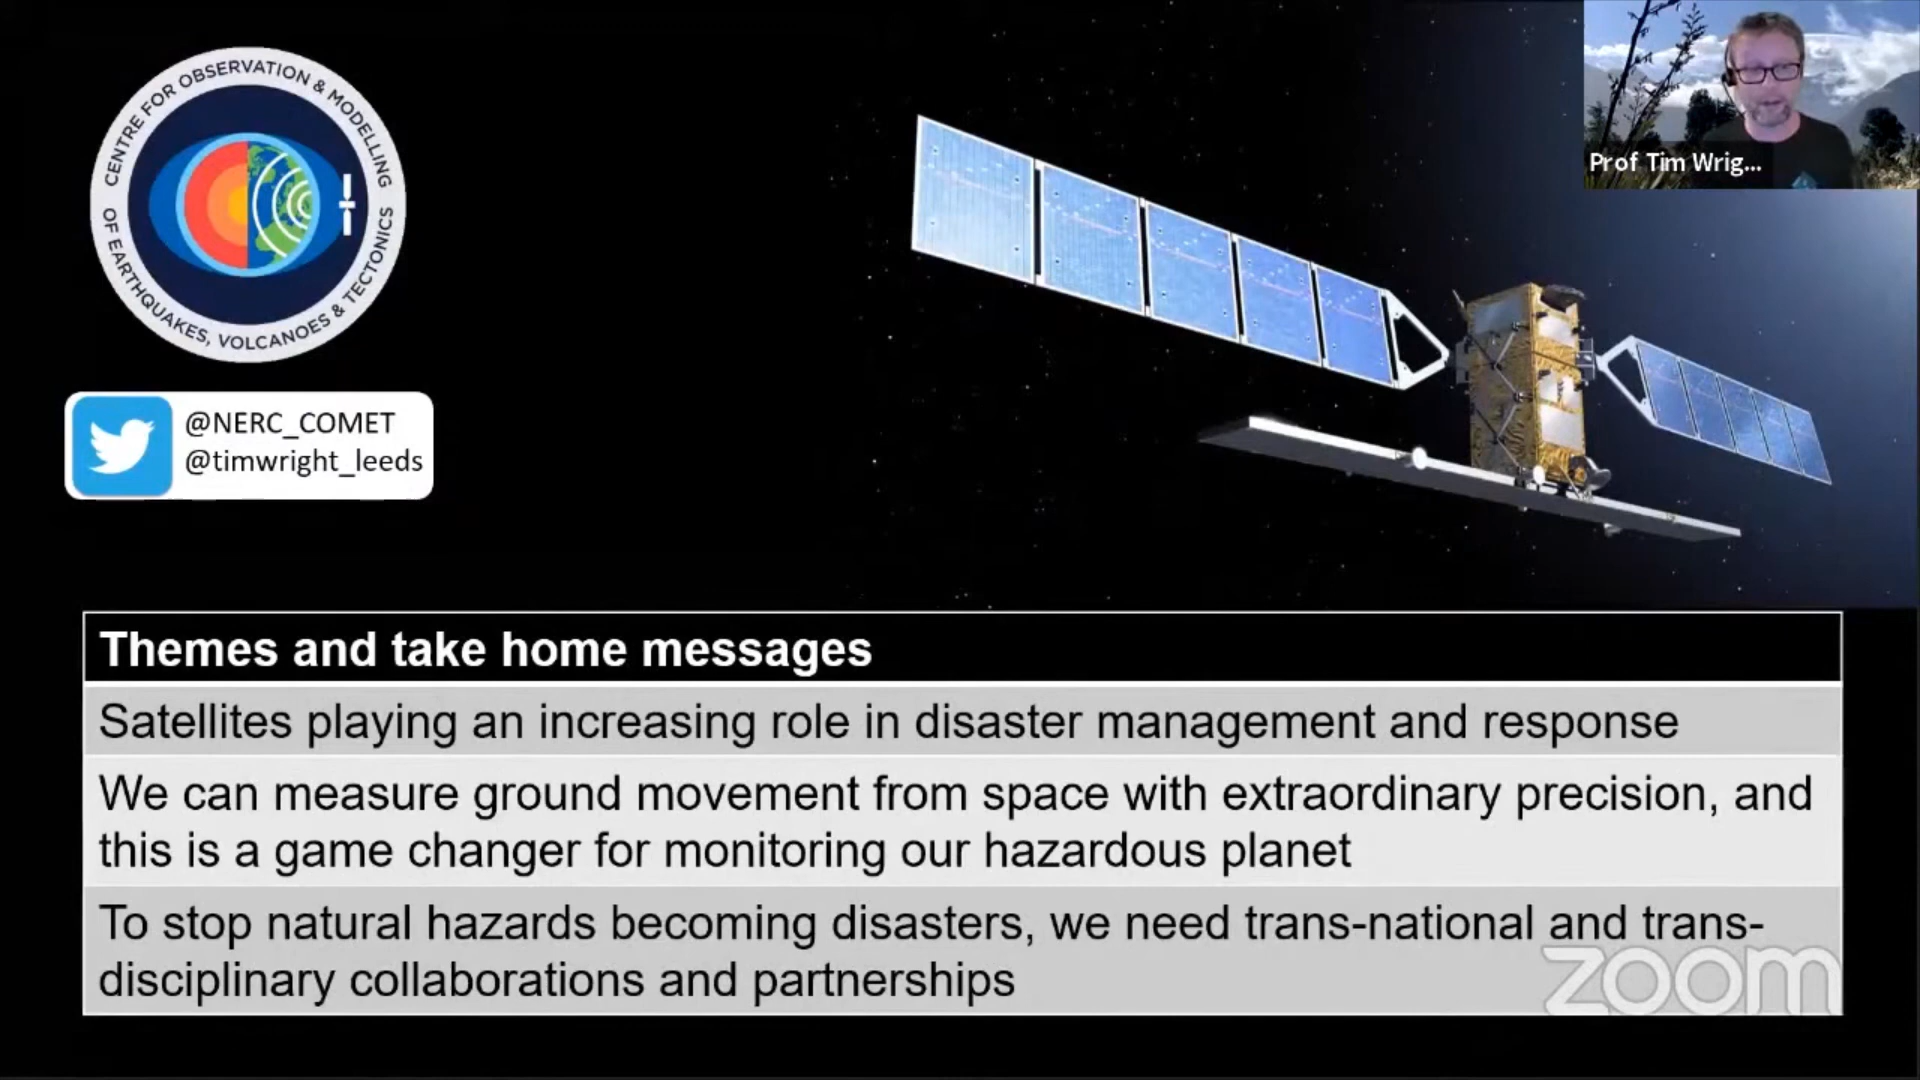 CENTRE FOR OBSERVATION & MODELLING
OF EARTHQUAKES, VOLCANOES & TECTONICS
Prof Tim Wrig...
@NERC_COMET
@timwright_leeds
Themes and take home messages
Satellites playing an increasing role in disaster management and response
We can measure ground movement from space with extraordinary precision, and
this is a game changer for monitoring our hazardous planet
To stop natural hazards becoming disasters, we need trans-national and trans-
disciplinary collaborations and partnerships
zoom